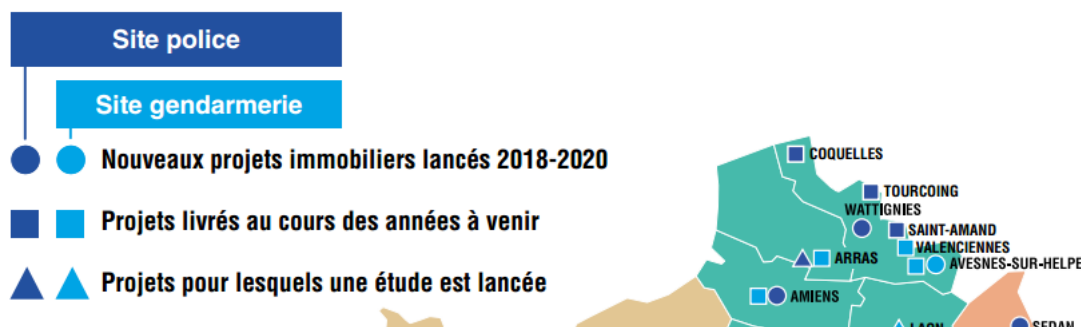 Site police
Site gendarmerie
Nouveaux projets immobiliers lancés 2018-2020
Projets livrés au cours des années à venir
Projets pour lesquels une étude est lancée
COQUELLES
TOURCOING
WATTIGNIES
SAINT-AMAND
VALENCIENNES
ARRAS
AVESNES-SUR-HELPE
AMIENS
LAON
SEDAN